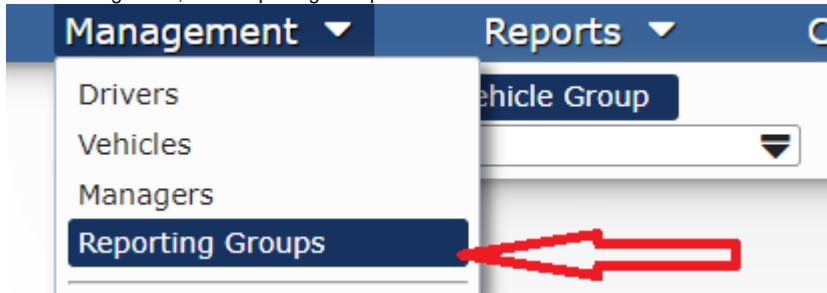 Management ▼ Reports ▼ C
Drivers
ehicle Group
Vehicles
Managers
Reporting Groups